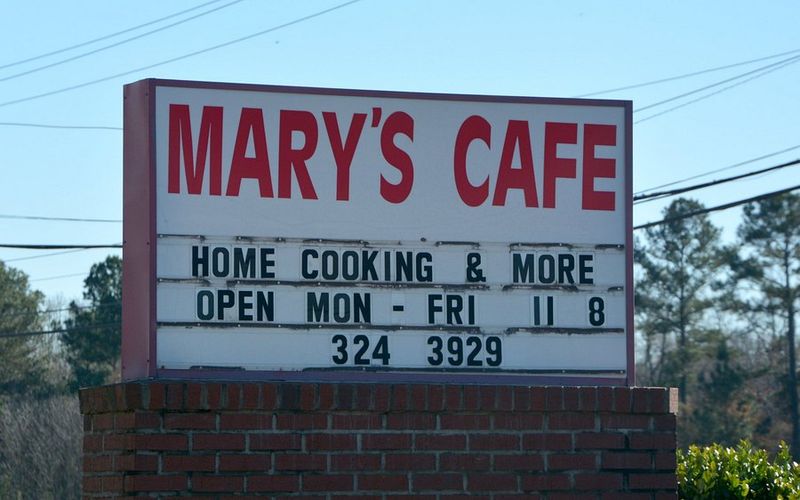 MARY'S CAFE
HOME COOKING & MORE
OPEN MON - FRI 11 8
324 3929